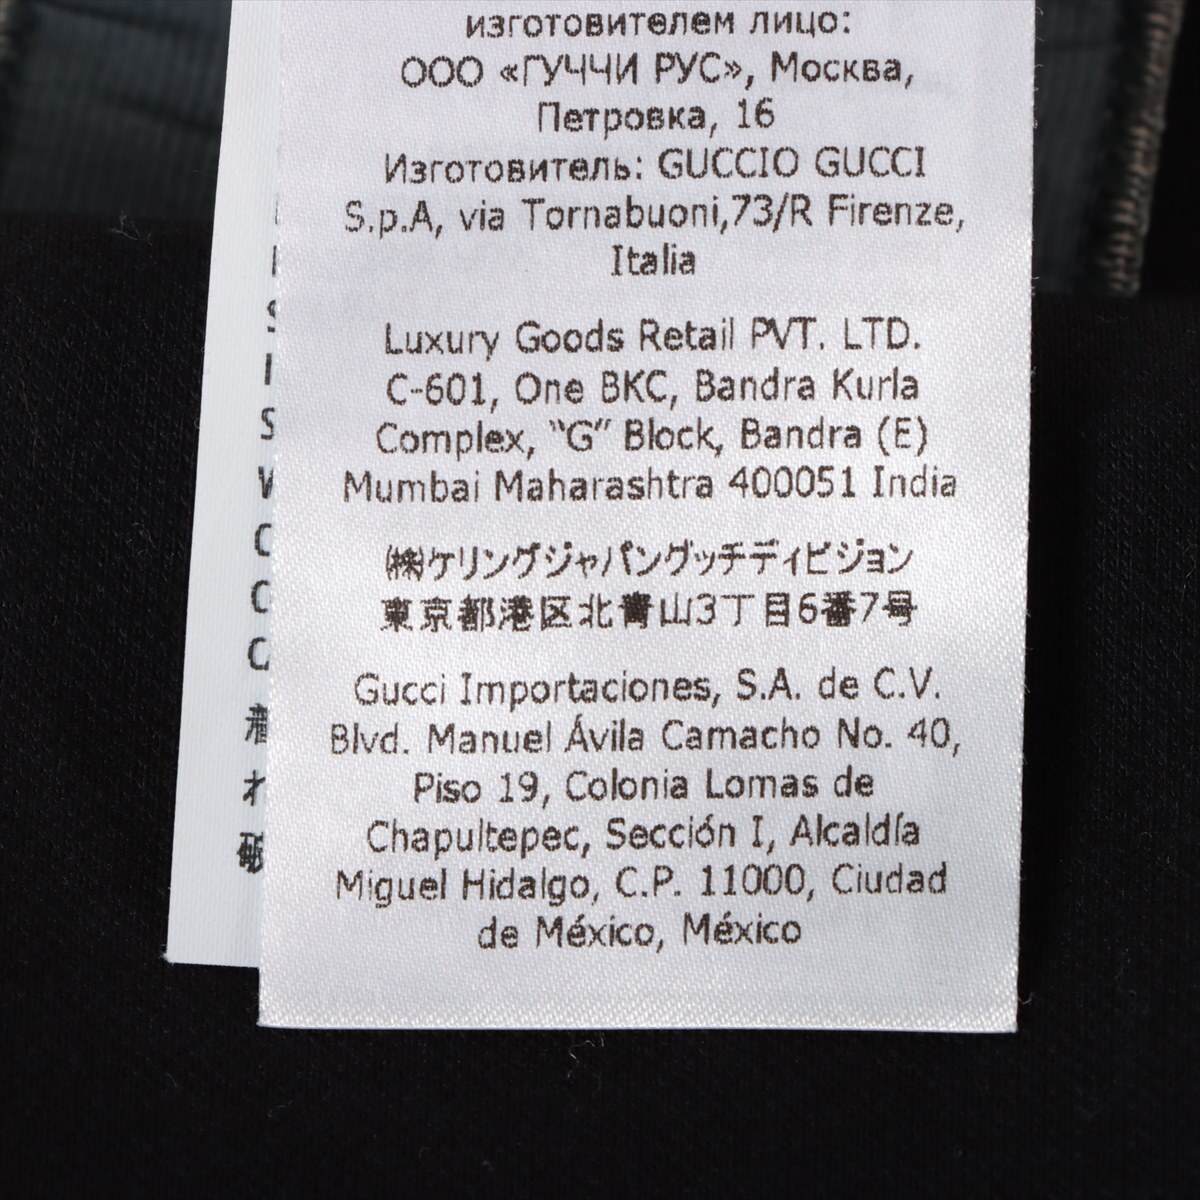 изготовителем лицо:
ООО «ГУЧЧИ РУС», Москва,
Петровка, 16
Изготовитель: GUCCIO GUCCI
S.p.A, via Tornabuoni,73/R Firenze,
Italia
Luxury Goods Retail PVT. LTD.
C-601, One BKC, Bandra Kurla
Complex, “G” Block, Bandra (E)
Mumbai Maharashtra 400051 India
㈱ケリングジャパングッチディビジョン
東京都港区北青山3丁目6番7号
Gucci Importaciones, S.A. de C.V.
Blvd. Manuel Ávila Camacho No. 40,
Piso 19, Colonia Lomas de
Chapultepec, Sección I, Alcaldía
Miguel Hidalgo, C.P. 11000, Ciudad
de México, México